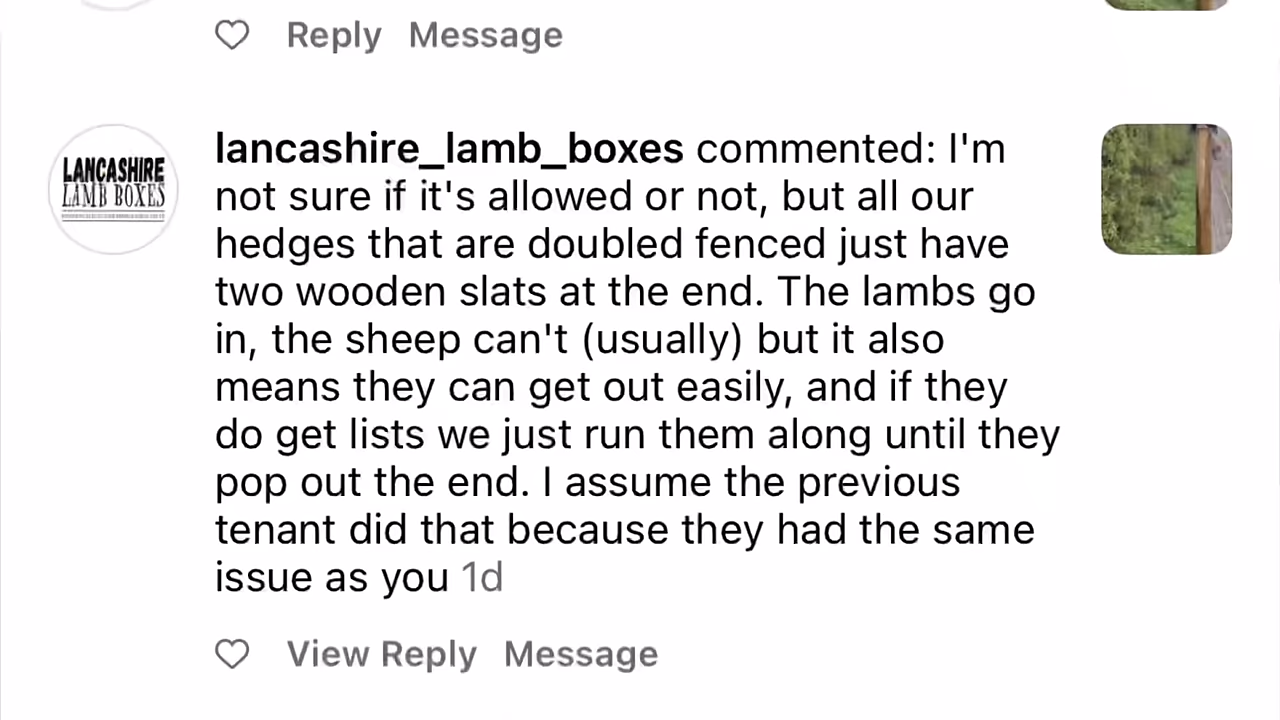 Reply Message
LANCASHIRE
LAMB BOXES
lancashire_lamb_boxes commented: I'm
not sure if it's allowed or not, but all our
hedges that are doubled fenced just have
two wooden slats at the end. The lambs go
in, the sheep can't (usually) but it also
means they can get out easily, and if they
do get lists we just run them along until they
pop out the end. I assume the previous
tenant did that because they had the same
issue as you 1d
View Reply Message